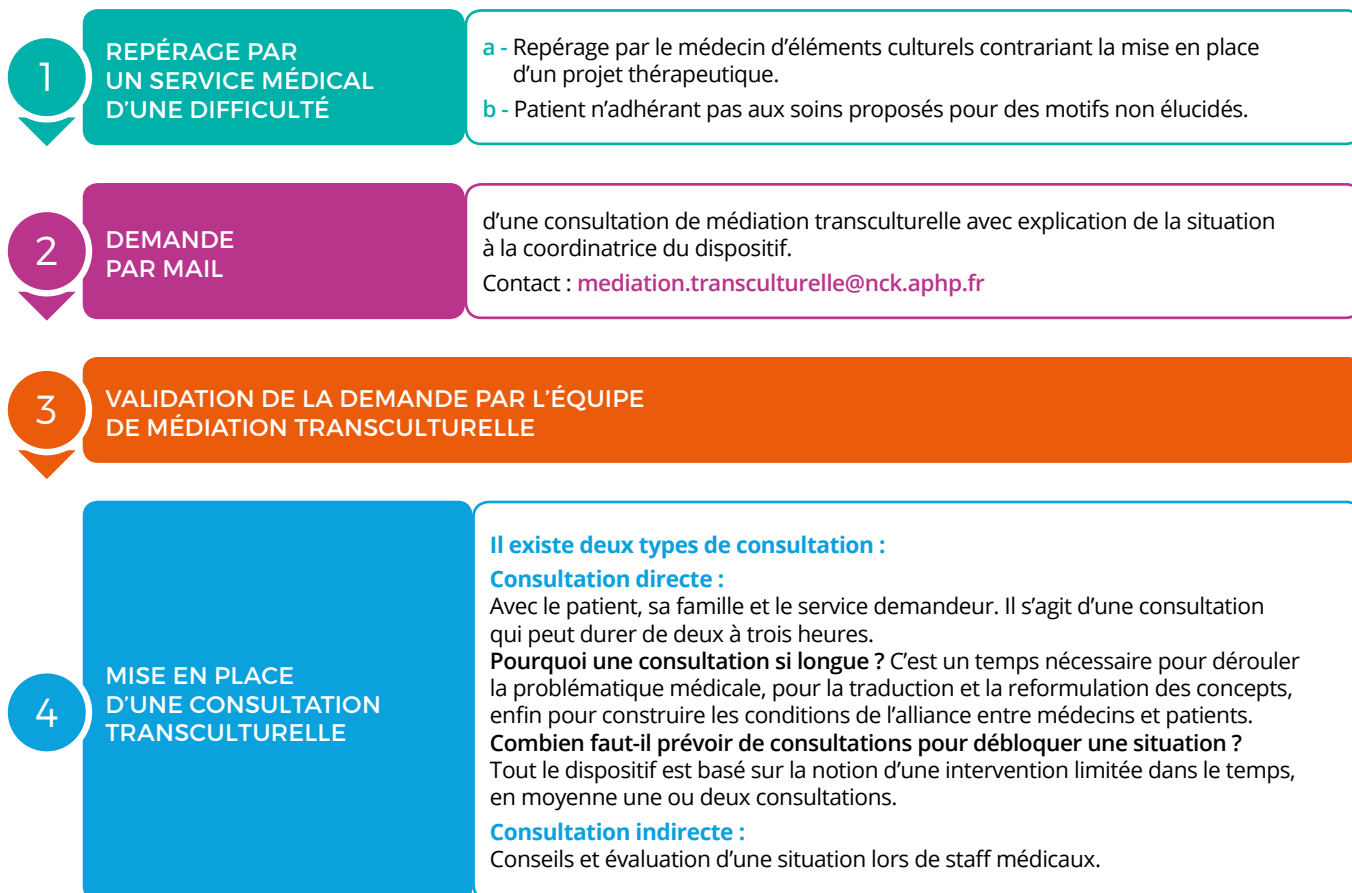 1
REPÉRAGE PAR
UN SERVICE MÉDICAL
D’UNE DIFFICULTÉ
a - Repérage par le médecin d’éléments culturels contrariant la mise en place
d’un projet thérapeutique.
b - Patient n’adhérant pas aux soins proposés pour des motifs non élucidés.
2
DEMANDE
PAR MAIL
d’une consultation de médiation transculturelle avec explication de la situation
à la coordinatrice du dispositif.
Contact : mediation.transculturelle@nck.aphp.fr
3
VALIDATION DE LA DEMANDE PAR L’ÉQUIPE
DE MÉDIATION TRANSCULTURELLE
4
MISE EN PLACE
D’UNE CONSULTATION
TRANSCULTURELLE
Il existe deux types de consultation :
Consultation directe :
Avec le patient, sa famille et le service demandeur. Il s’agit d’une consultation
qui peut durer de deux à trois heures.
Pourquoi une consultation si longue ? C’est un temps nécessaire pour dérouler
la problématique médicale, pour la traduction et la reformulation des concepts,
enfin pour construire les conditions de l’alliance entre médecins et patients.
Combien faut-il prévoir de consultations pour débloquer une situation ?
Tout le dispositif est basé sur la notion d’une intervention limitée dans le temps,
en moyenne une ou deux consultations.
Consultation indirecte :
Conseils et évaluation d’une situation lors de staff médicaux.